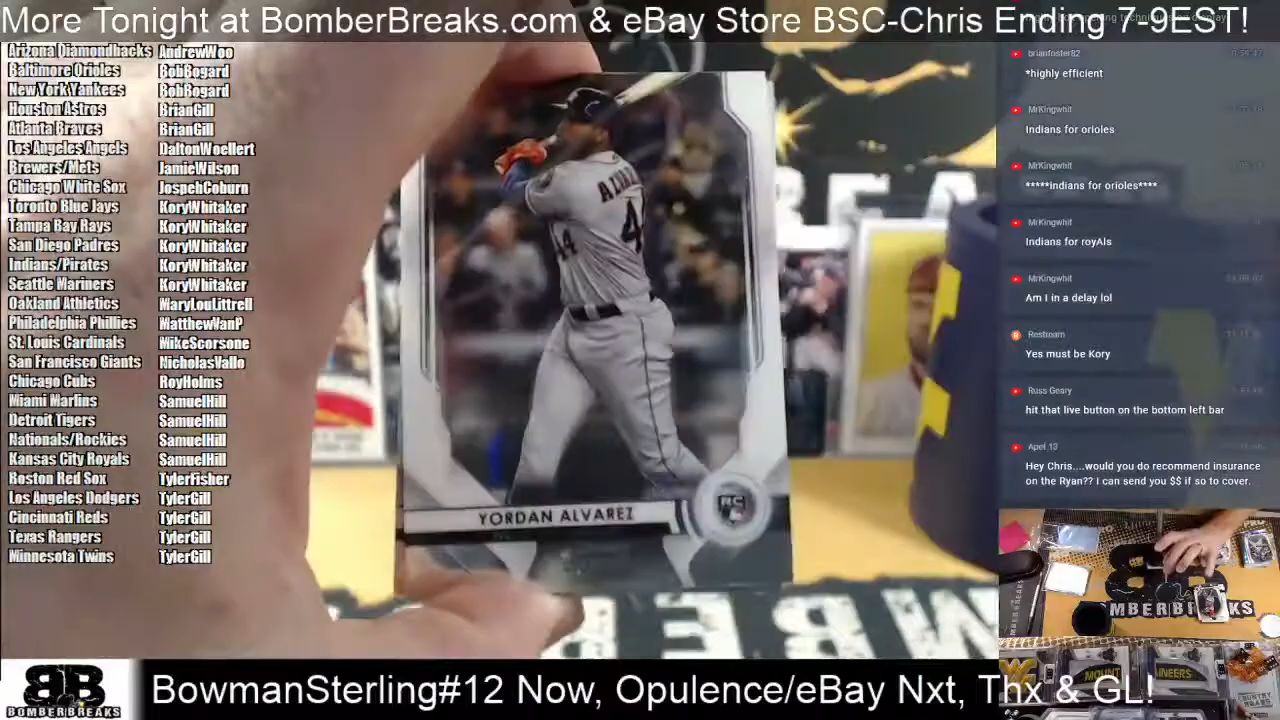 More Tonight at BomberBreaks.com & eBay Store BSC-Chris Ending 7-9EST!
Arizona Diamondbacks AndrewWoo
Baltimore Orioles BobBogard
New York Yankees BobBogard
Houston Astros BrianGill
Atlanta Braves BrianGill
Los Angeles Angels DaltonWoellert
Brewers/Mets JamieWilson
Chicago White Sox JospehCoburn
Toronto Blue Jays KoryWhitaker
Tampa Bay Rays KoryWhitaker
San Diego Padres KoryWhitaker
Indians/Pirates KoryWhitaker
Seattle Mariners KoryWhitaker
Oakland Athletics MaryLouLittrell
Philadelphia Phillies MatthewVanP
St. Louis Cardinals MikeScorsone
San Francisco Giants NicholasVallo
Chicago Cubs RoyHolms
Miami Marlins SamuelHill
Detroit Tigers SamuelHill
Nationals/Rockies SamuelHill
Kansas City Royals SamuelHill
Boston Red Sox TylerFisher
Los Angeles Dodgers TylerGill
Cincinnati Reds TylerGill
Texas Rangers TylerGill
Minnesota Twins TylerGill
44
YORDAN ALVAREZ
RC
brianfoster82
*highly efficient
MrKingwhit
Indians for orioles
MrKingwhit
*****indians for orioles****
MrKingwhit
Indians for royAls
MrKingwhit
Am I in a delay lol
Restream
Yes must be Kory
Russ Geary
hit that live button on the bottom left bar
Apel 13
Hey Chris....would you do recommend insurance
on the Ryan?? I can send you $$ if so to cover.
BOMBERBREAKS
MOUNT
INEERS
BB
BOMBERBREAKS
BowmanSterling#12 Now, Opulence/eBay Nxt, Thx & GL!